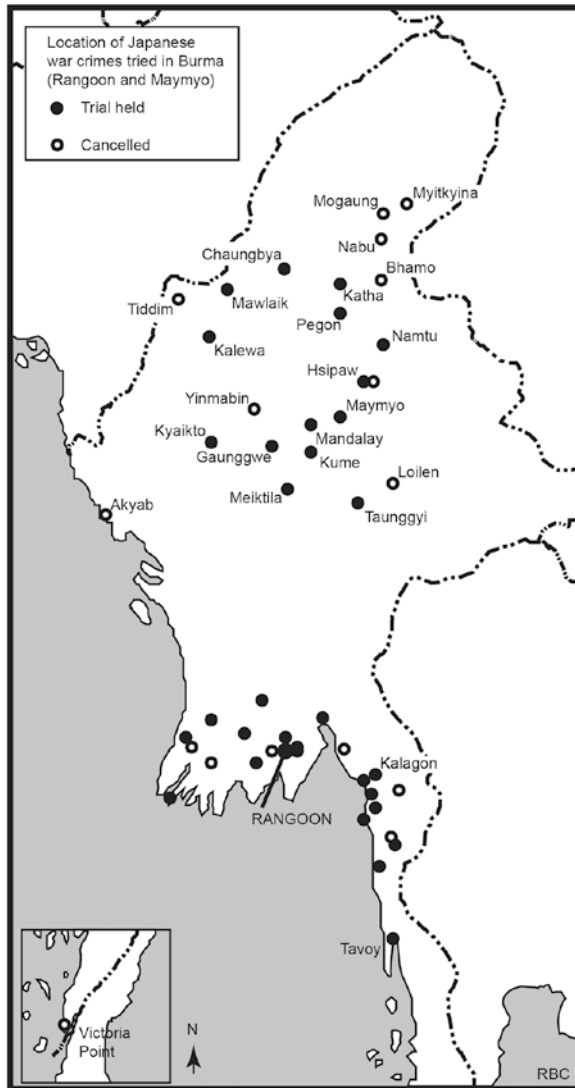 Location of Japanese
war crimes tried in Burma
(Rangoon and Maymyo)
Trial held
Cancelled
Myitkyina
Mogaung
Nabu
Chaungbya
Bhamo
Katha
Mawlaik
Tiddim
Pegon
Namtu
Kalewa
Hsipaw
Yinmabin
Maymyo
Kyaikto
Mandalay
Gaunggwe
Kume
Loilen
Meiktila
Akyab
Taunggyi
Kalagon
RANGOON
Tavoy
Victoria
Point
N
RBC